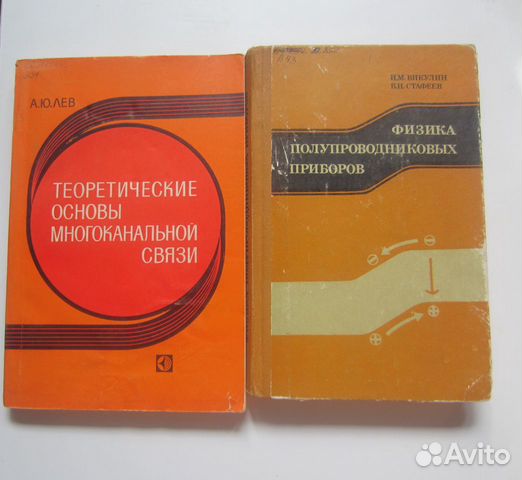 А.Ю.ЛЕВ
ТЕОРЕТИЧЕСКИЕ
ОСНОВЫ
МНОГОКАНАЛЬНОЙ
СВЯЗИ
И.М. ВИКУЛИН
В.И. СТАФЕЕВ
ФИЗИКА
ПОЛУПРОВОДНИКОВЫХ
ПРИБОРОВ
Avito